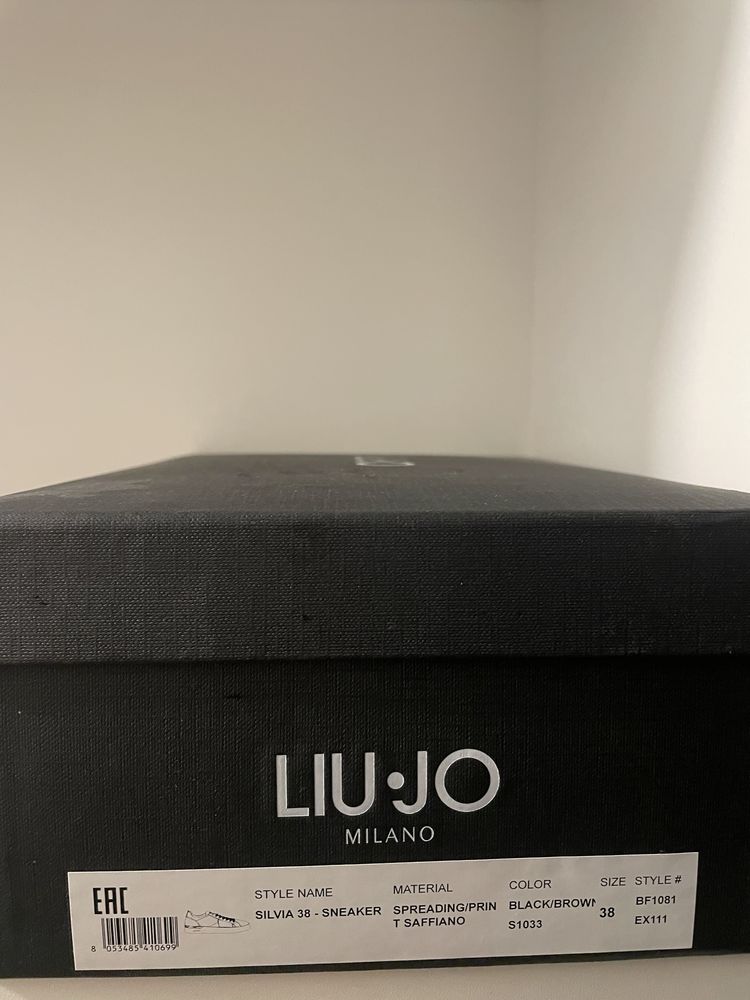 LIU·JO
MILANO
EAC
8 053485 410699
STYLE NAME
SILVIA 38 - SNEAKER
MATERIAL
SPREADING/PRIN
T SAFFIANO
COLOR
BLACK/BROWN
S1033
SIZE
38
STYLE #
BF1081
EX111